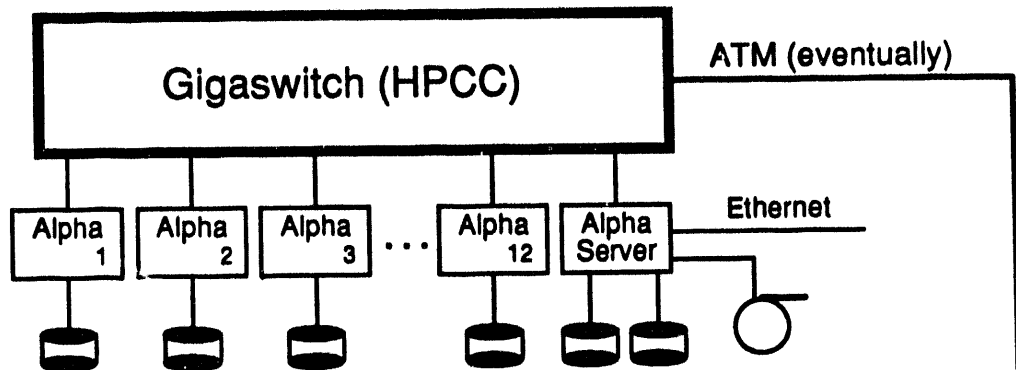 Gigaswitch (HPCC)
ATM (eventually)
Alpha
1
Alpha
2
Alpha
3
...
Alpha
12
Alpha
Server
Ethernet